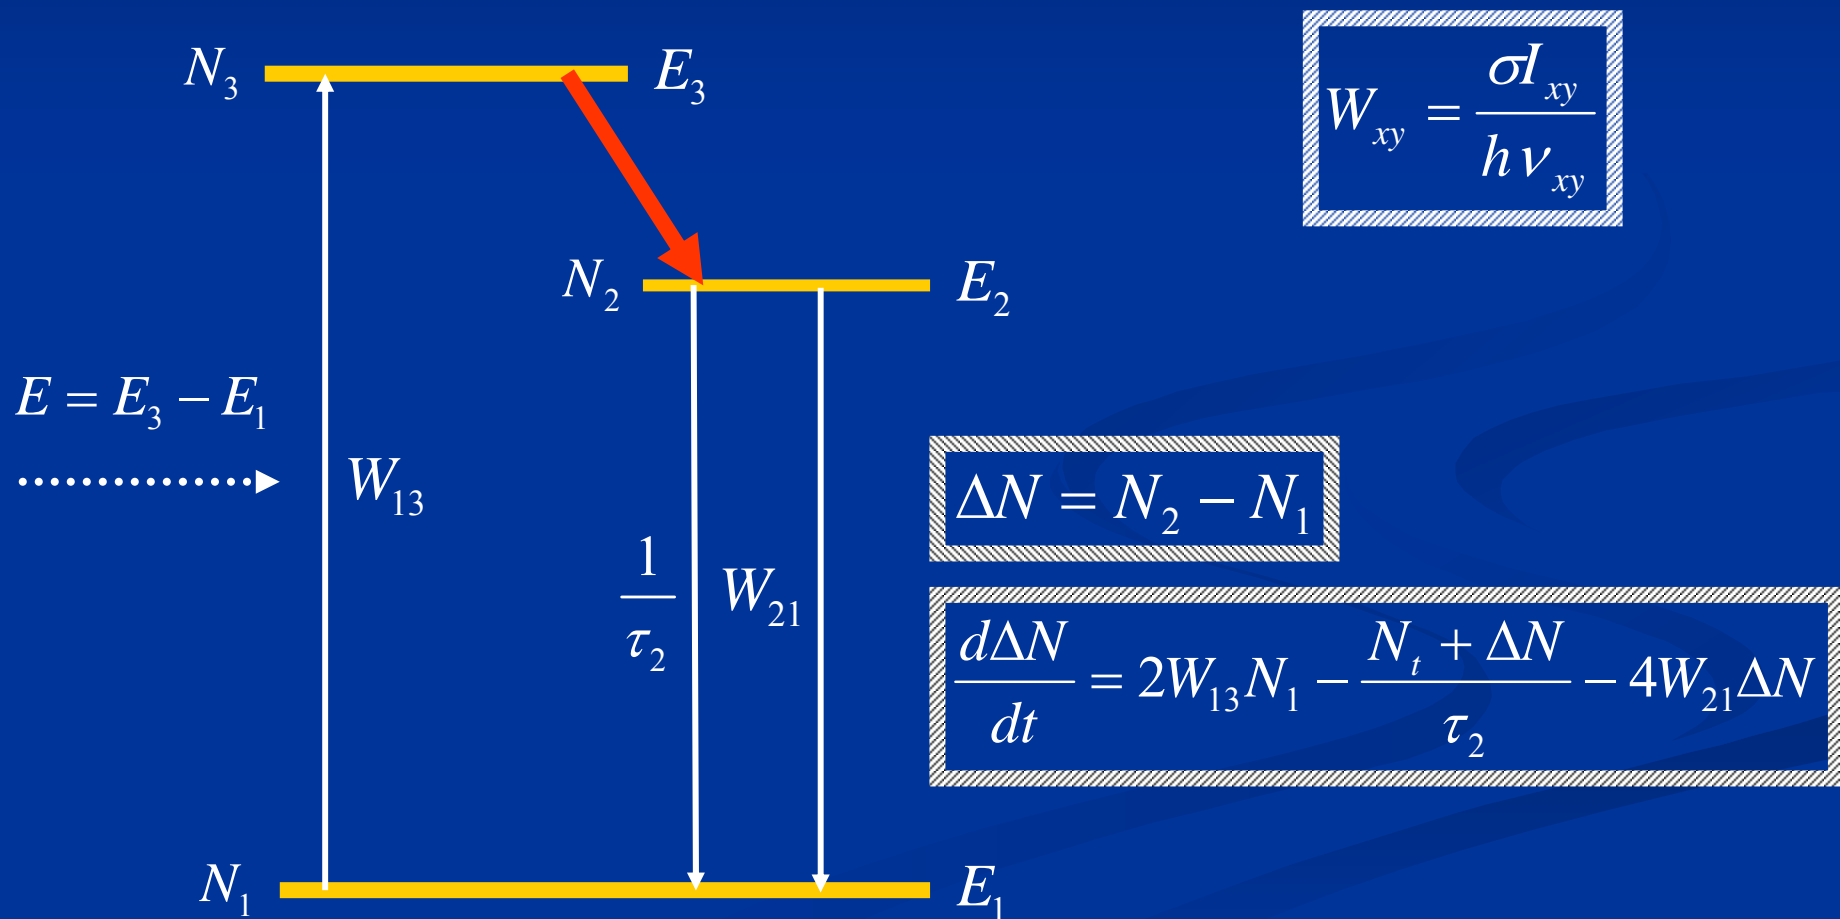 N₃
E₃
W_xy = σI_xy / hν_xy
N₂
E₂
E = E₃ − E₁
W₁₃
1/τ₂
W₂₁
ΔN = N₂ − N₁
dΔN/dt = 2W₁₃N₁ − (N_t + ΔN)/τ₂ − 4W₂₁ΔN
N₁
E₁